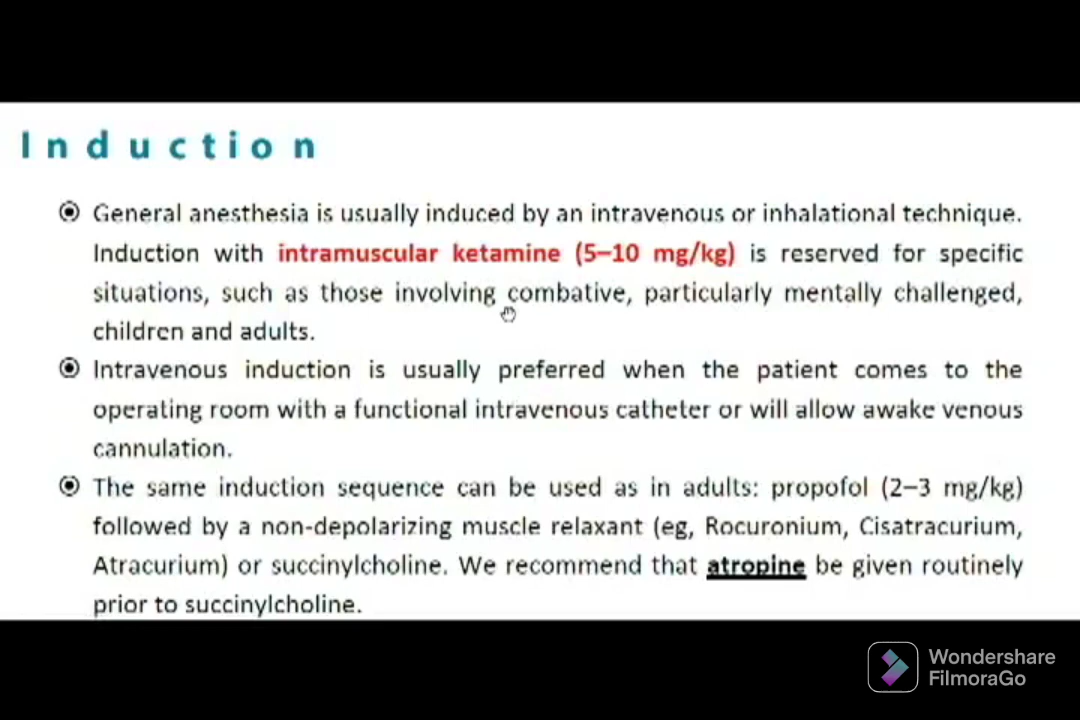 Induction
General anesthesia is usually induced by an intravenous or inhalational technique.
Induction with intramuscular ketamine (5–10 mg/kg) is reserved for specific
situations, such as those involving combative, particularly mentally challenged,
children and adults.
Intravenous induction is usually preferred when the patient comes to the
operating room with a functional intravenous catheter or will allow awake venous
cannulation.
The same induction sequence can be used as in adults: propofol (2–3 mg/kg)
followed by a non-depolarizing muscle relaxant (eg, Rocuronium, Cisatracurium,
Atracurium) or succinylcholine. We recommend that atropine be given routinely
prior to succinylcholine.
Wondershare
FilmoraGo